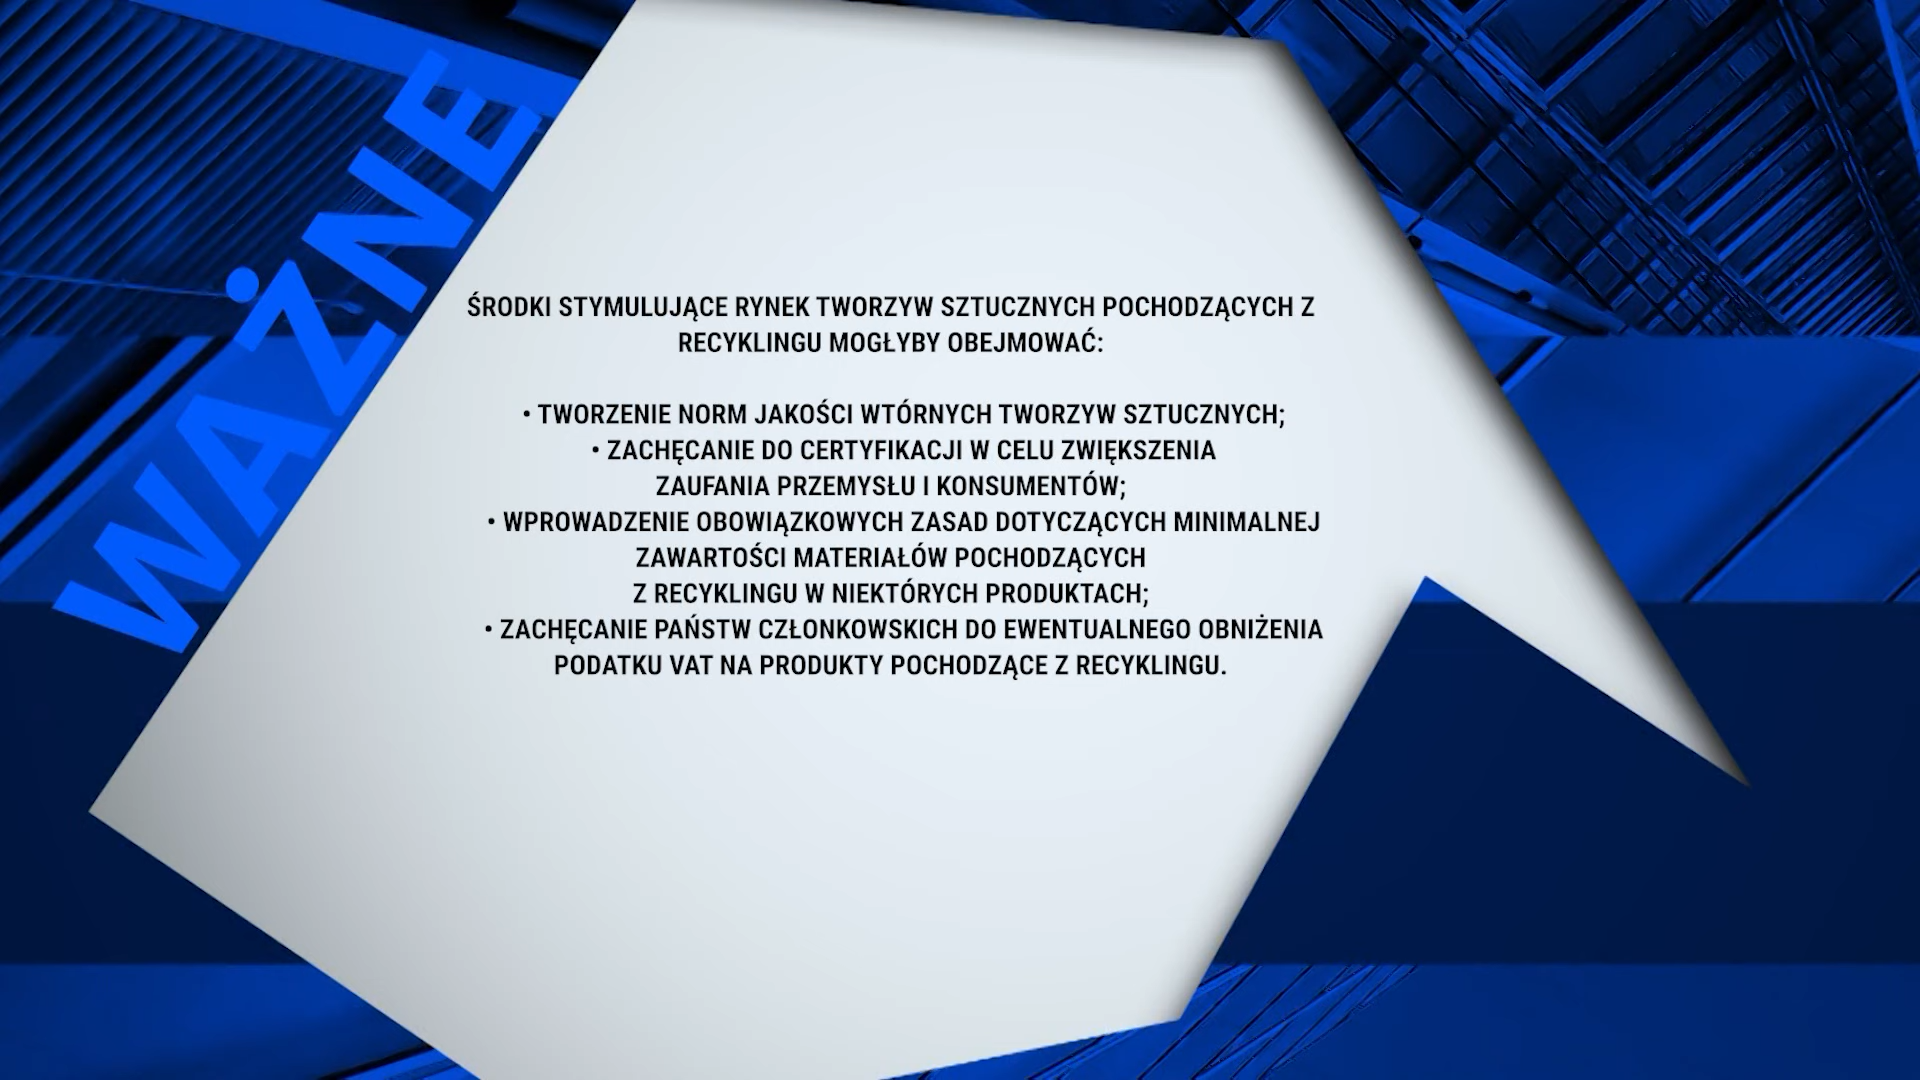 WAŻNE
ŚRODKI STYMULUJĄCE RYNEK TWORZYW SZTUCZNYCH POCHODZĄCYCH Z
RECYKLINGU MOGŁYBY OBEJMOWAĆ:
• TWORZENIE NORM JAKOŚCI WTÓRNYCH TWORZYW SZTUCZNYCH;
• ZACHĘCANIE DO CERTYFIKACJI W CELU ZWIĘKSZENIA
ZAUFANIA PRZEMYSŁU I KONSUMENTÓW;
• WPROWADZENIE OBOWIĄZKOWYCH ZASAD DOTYCZĄCYCH MINIMALNEJ
ZAWARTOŚCI MATERIAŁÓW POCHODZĄCYCH
Z RECYKLINGU W NIEKTÓRYCH PRODUKTACH;
• ZACHĘCANIE PAŃSTW CZŁONKOWSKICH DO EWENTUALNEGO OBNIŻENIA
PODATKU VAT NA PRODUKTY POCHODZĄCE Z RECYKLINGU.